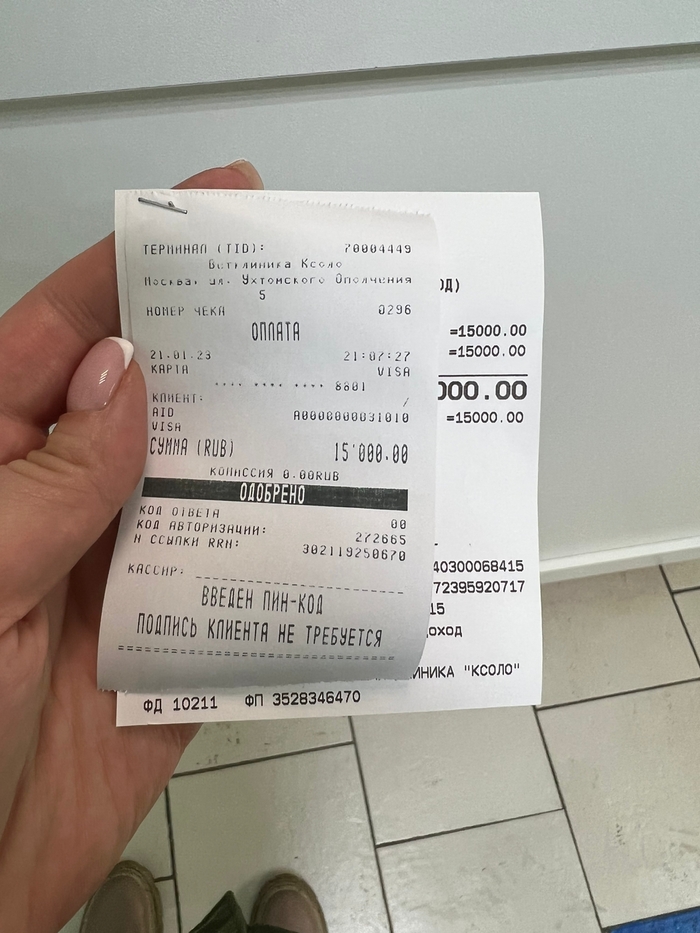 ТЕРМИНАЛ (TID): 70004449
Ветклиника Ксоло
Москва, ул. Ухтомского Ополчения
5
НОМЕР ЧЕКА 0296
ОПЛАТА
21.01.23 21:07:27
КАРТА VISA
**** **** **** 8801
КЛИЕНТ: /
AID A0000000031010
VISA
СУММА (RUB) 15'000.00
КОМИССИЯ 0.00RUB
ОДОБРЕНО
КОД ОТВЕТА 00
КОД АВТОРИЗАЦИИ: 272665
N ССЫЛКИ RRN: 302119250670
КАССИР:
ВВЕДЕН ПИН-КОД
ПОДПИСЬ КЛИЕНТА НЕ ТРЕБУЕТСЯ
ОД)
=15000.00
=15000.00
000.00
=15000.00
40300068415
72395920717
15
доход
ИНИКА "КСОЛО"
ФД 10211 ФП 3528346470